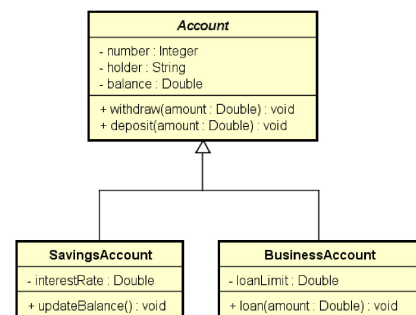 Account
- number : Integer
- holder : String
- balance : Double
+ withdraw(amount : Double) : void
+ deposit(amount : Double) : void
SavingsAccount
- interestRate : Double
+ updateBalance() : void
BusinessAccount
- loanLimit : Double
+ loan(amount : Double) : void